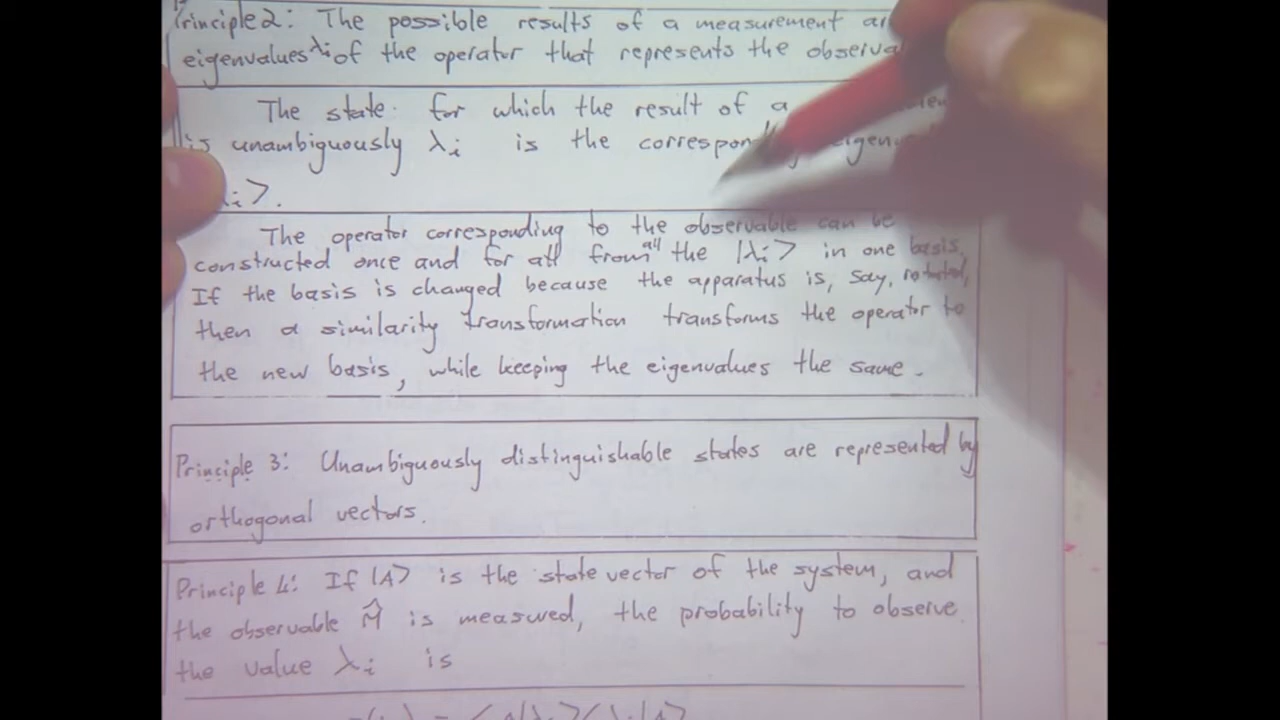 Principle 2: The possible results of a measurement
eigenvalues λi of the operator that represents the
The state for which the result of a
is unambiguously λi is the
i>.
The operator corresponding to the observable can be
constructed once and for all from all the |λi> in one basis.
If the basis is changed because the apparatus is, say, rotated,
then a similarity transformation transforms the operator to
the new basis, while keeping the eigenvalues the same.
Principle 3: Unambiguously distinguishable states are represented by
orthogonal vectors.
Principle 4: If |A> is the state vector of the system, and
the observable M̂ is measured, the probability to observe
the value λi is